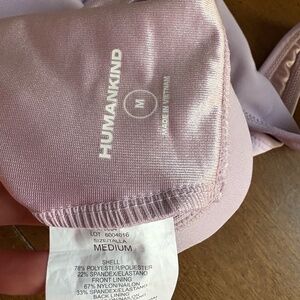 HUMANKIND
M
MADE IN VIETNAM
LOT 6004016
SIZE/TALLA
MEDIUM
SHELL
78% POLYESTER/POLIESTER
22% SPANDEX/ELASTANO
FRONT LINING
67% NYLON/NAILON
33% SPANDEX/ELASTANO
BACK LINING